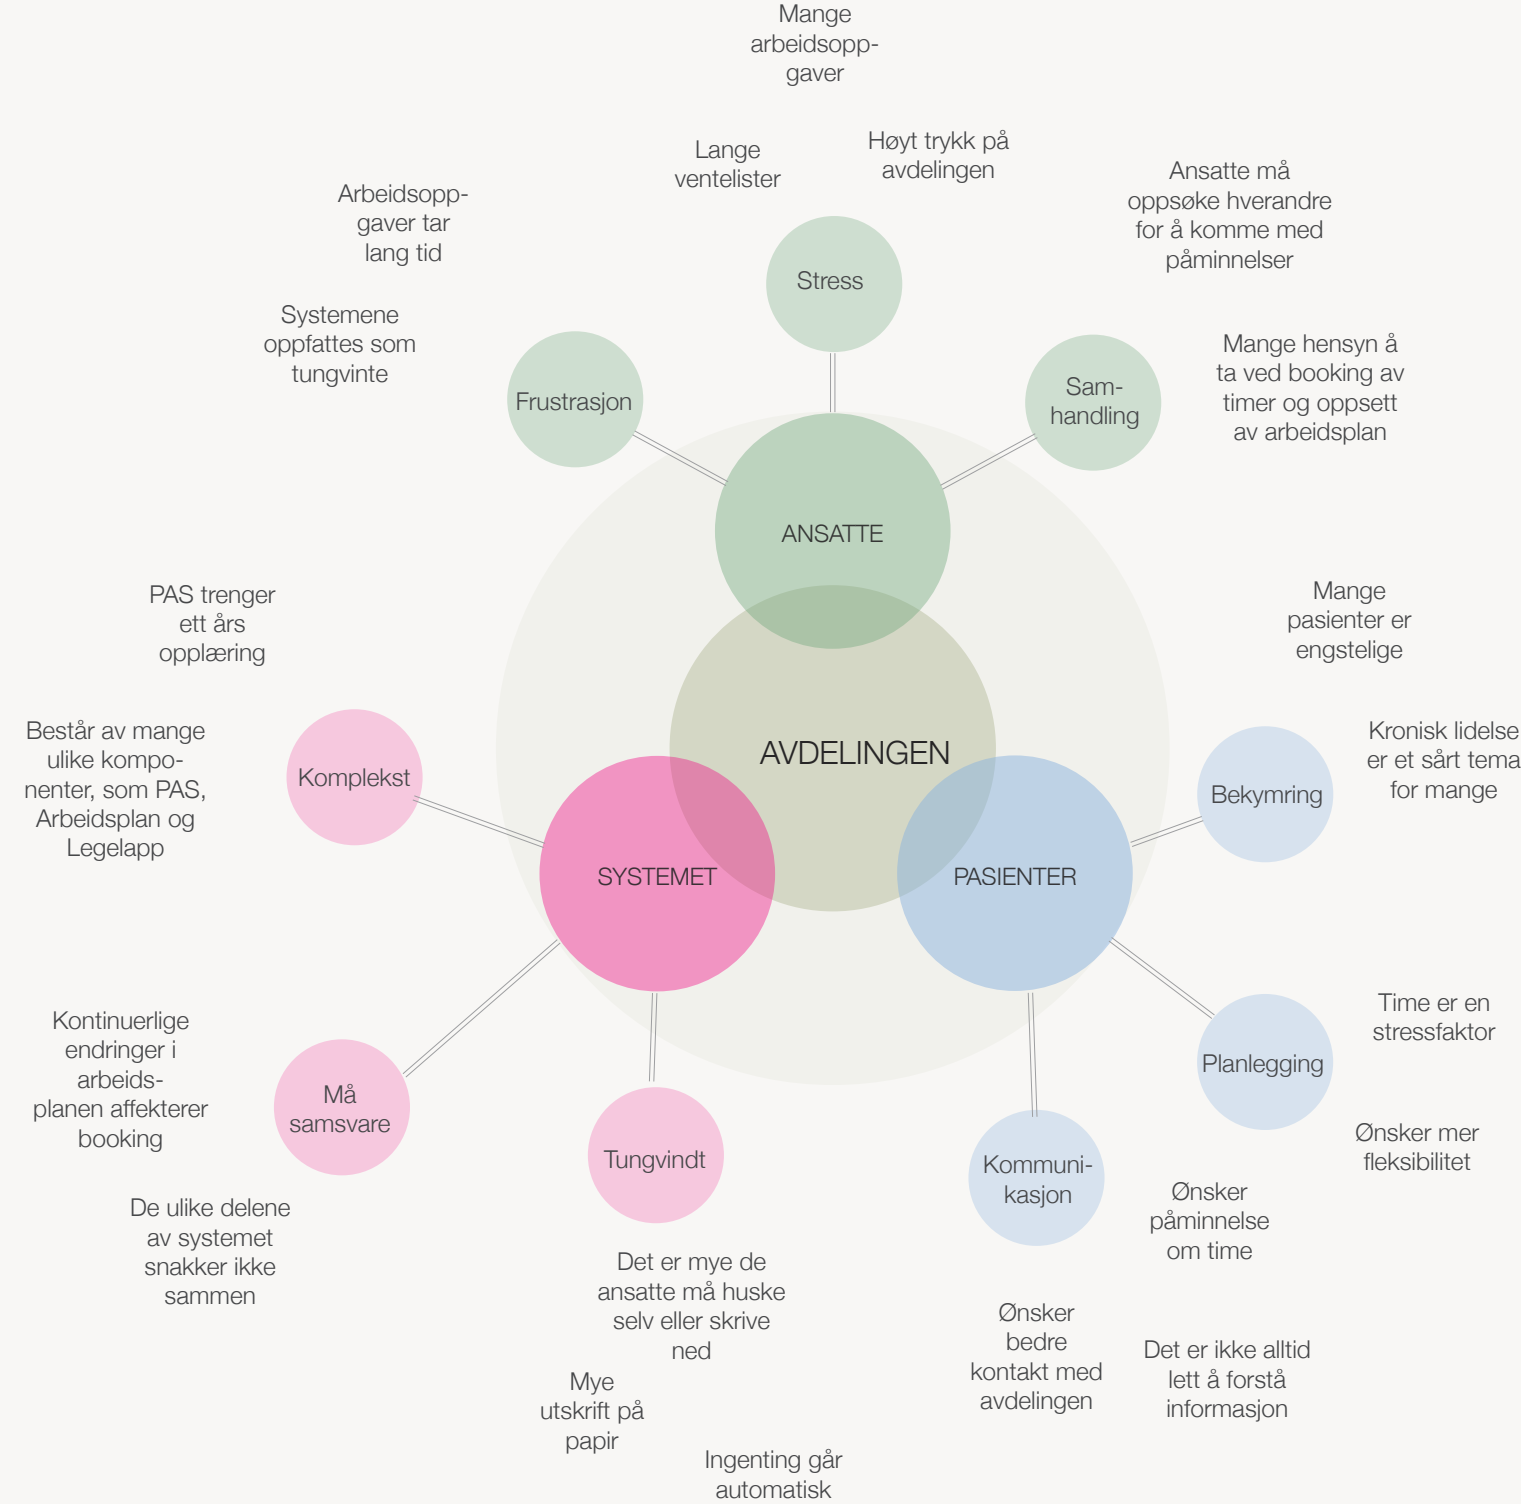 Mange
arbeidsopp-
gaver
Lange
ventelister
Høyt trykk på
avdelingen
Stress
Arbeidsopp-
gaver tar
lang tid
Systemene
oppfattes som
tungvinte
Frustrasjon
Ansatte må
oppsøke hverandre
for å komme med
påminnelser
Mange hensyn å
ta ved booking av
timer og oppsett
av arbeidsplan
Sam-
handling
ANSATTE
AVDELINGEN
SYSTEMET
PASIENTER
PAS trenger
ett års
opplæring
Består av mange
ulike kompo-
nenter, som PAS,
Arbeidsplan og
Legelapp
Komplekst
Mange
pasienter er
engstelige
Kronisk lidelse
er et sårt tema
for mange
Bekymring
Kontinuerlige
endringer i
arbeids-
planen affekterer
booking
Må
samsvare
De ulike delene
av systemet
snakker ikke
sammen
Tungvindt
Det er mye de
ansatte må huske
selv eller skrive
ned
Mye
utskrift på
papir
Ingenting går
automatisk
Time er en
stressfaktor
Planlegging
Ønsker mer
fleksibilitet
Kommuni-
kasjon
Ønsker
påminnelse
om time
Ønsker
bedre
kontakt med
avdelingen
Det er ikke alltid
lett å forstå
informasjon